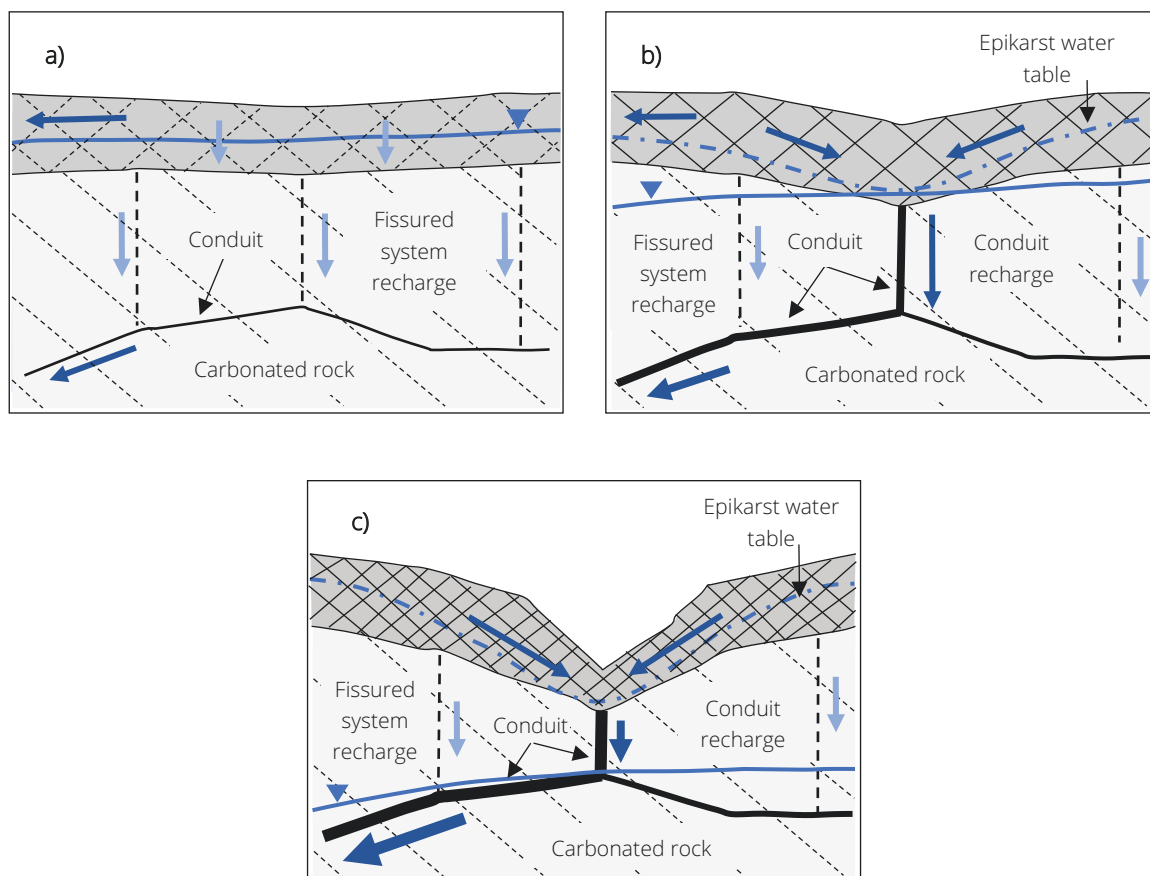 a)
Conduit
Fissured
system
recharge
Carbonated rock
b)
Epikarst water
table
Fissured
system
recharge
Conduit
Conduit
recharge
Carbonated rock
c)
Epikarst water
table
Fissured
system
recharge
Conduit
Conduit
recharge
Carbonated rock